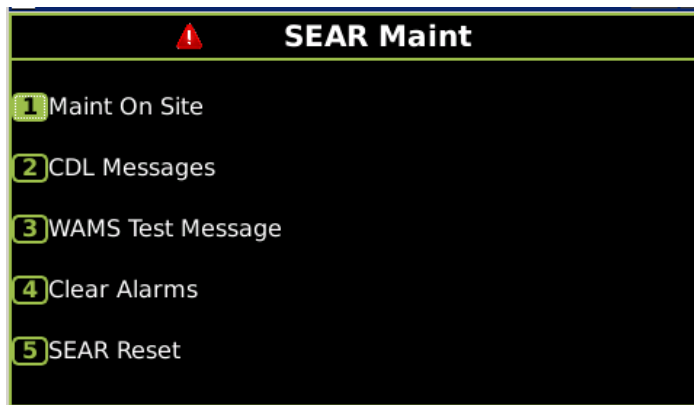 SEAR Maint
1 Maint On Site
2 CDL Messages
3 WAMS Test Message
4 Clear Alarms
5 SEAR Reset